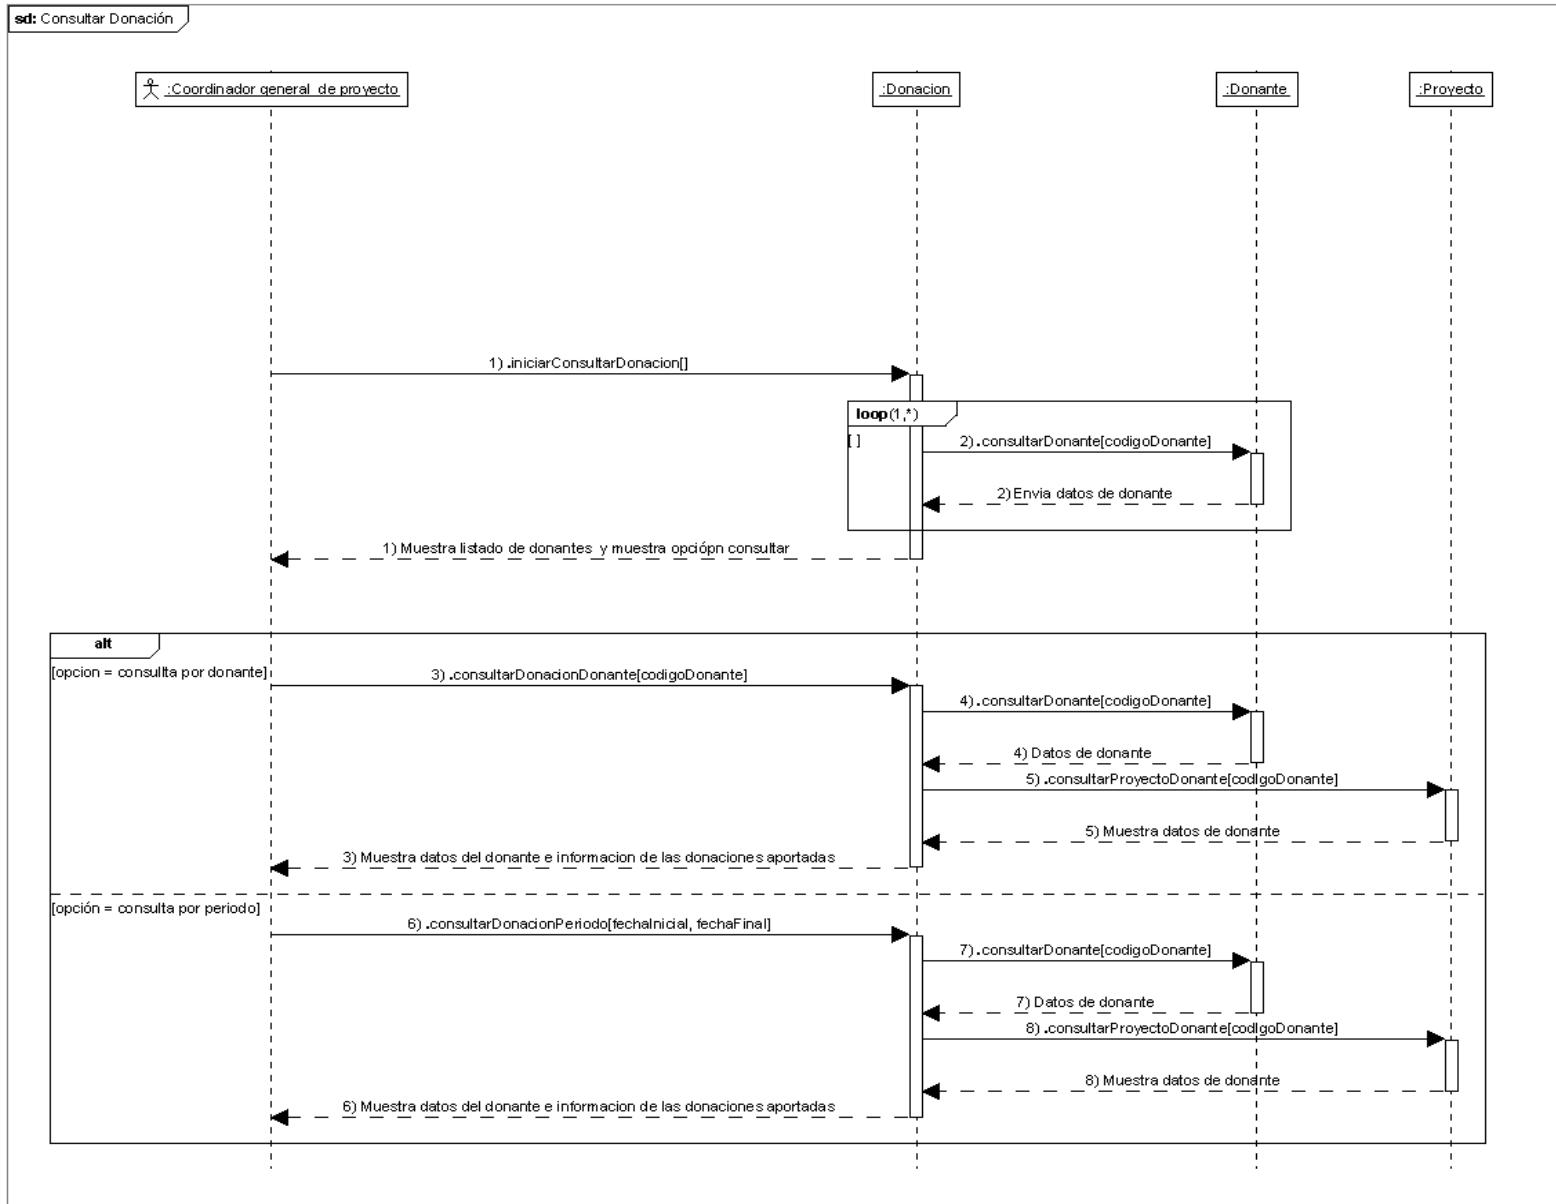 sd: Consultar Donación
:Coordinador general de proyecto
:Donacion
:Donante
:Proyecto
1) .iniciarConsultarDonacion[]
loop(1,*)
[ ]
2) .consultarDonante[codigoDonante]
2) Envia datos de donante
1) Muestra listado de donantes y muestra opciópn consultar
alt
[opcion = consullta por donante]
3) .consultarDonacionDonante[codigoDonante]
4) .consultarDonante[codigoDonante]
4) Datos de donante
5) .consultarProyectoDonante[codigoDonante]
5) Muestra datos de donante
3) Muestra datos del donante e informacion de las donaciones aportadas
[opción = consulta por periodo]
6) .consultarDonacionPeriodo[fechaInicial, fechaFinal]
7) .consultarDonante[codigoDonante]
7) Datos de donante
8) .consultarProyectoDonante[codigoDonante]
8) Muestra datos de donante
6) Muestra datos del donante e informacion de las donaciones aportadas